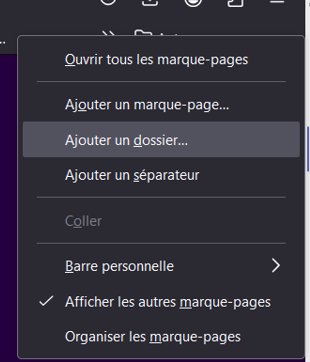 Ouvrir tous les marque-pages
Ajouter un marque-page...
Ajouter un dossier...
Ajouter un séparateur
Coller
Barre personnelle
Afficher les autres marque-pages
Organiser les marque-pages